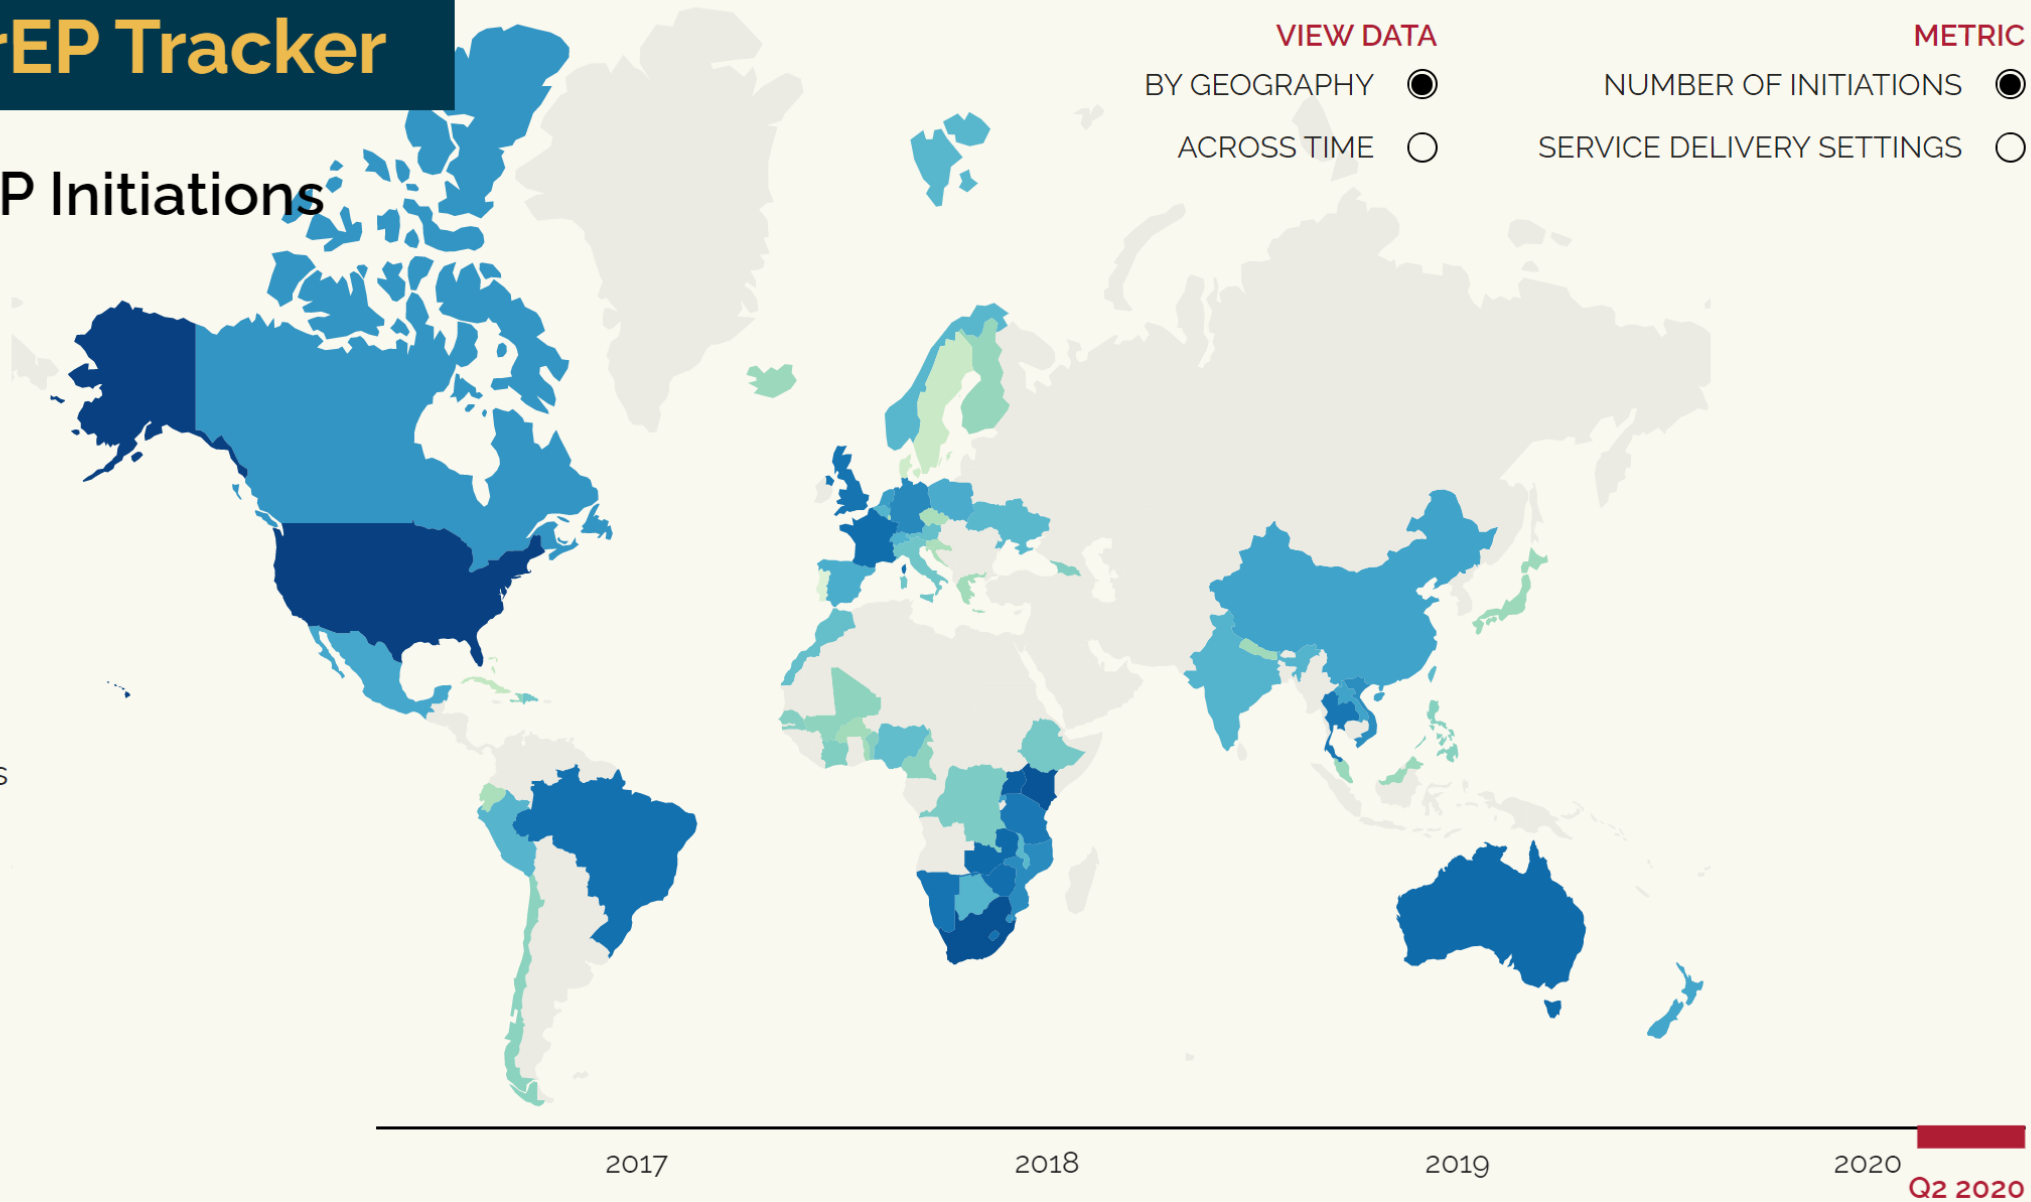 rEP Tracker
P Initiations
VIEW DATA
BY GEOGRAPHY
ACROSS TIME
METRIC
NUMBER OF INITIATIONS
SERVICE DELIVERY SETTINGS
s
2017
2018
2019
2020
Q2 2020